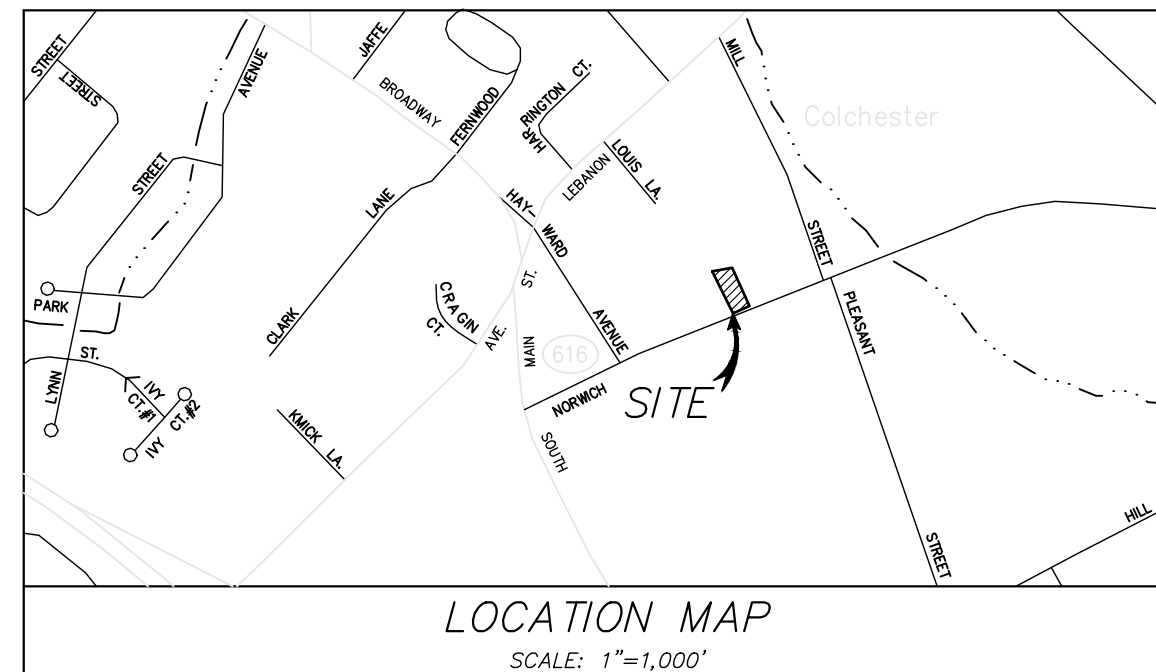 STREET
STREET
AVENUE
JAFFE
BROADWAY
FERNWOOD
HAR RINGTON CT.
MILL
Colchester
STREET
LANE
LEBANON
LOUIS LA.
HAY-
WARD
STREET
ST.
PARK
CRAGIN
CT.
AVE.
CLARK
MAIN
616
AVENUE
PLEASANT
ST.
LYNN
IVY
CT.#1
IVY CT.#2
NORWICH
SITE
KMICK LA.
SOUTH
STREET
HILL
LOCATION MAP
SCALE: 1"=1,000'